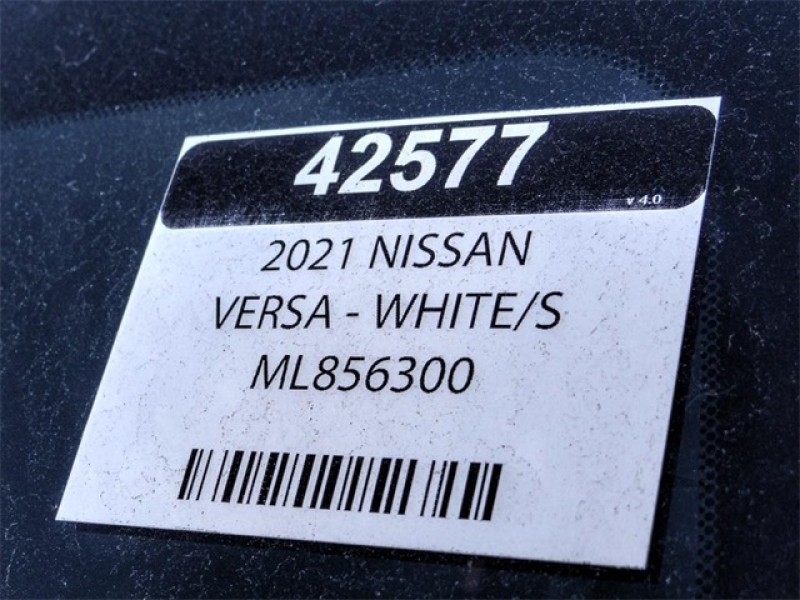 42577
v 4.0
2021 NISSAN
VERSA - WHITE/S
ML856300